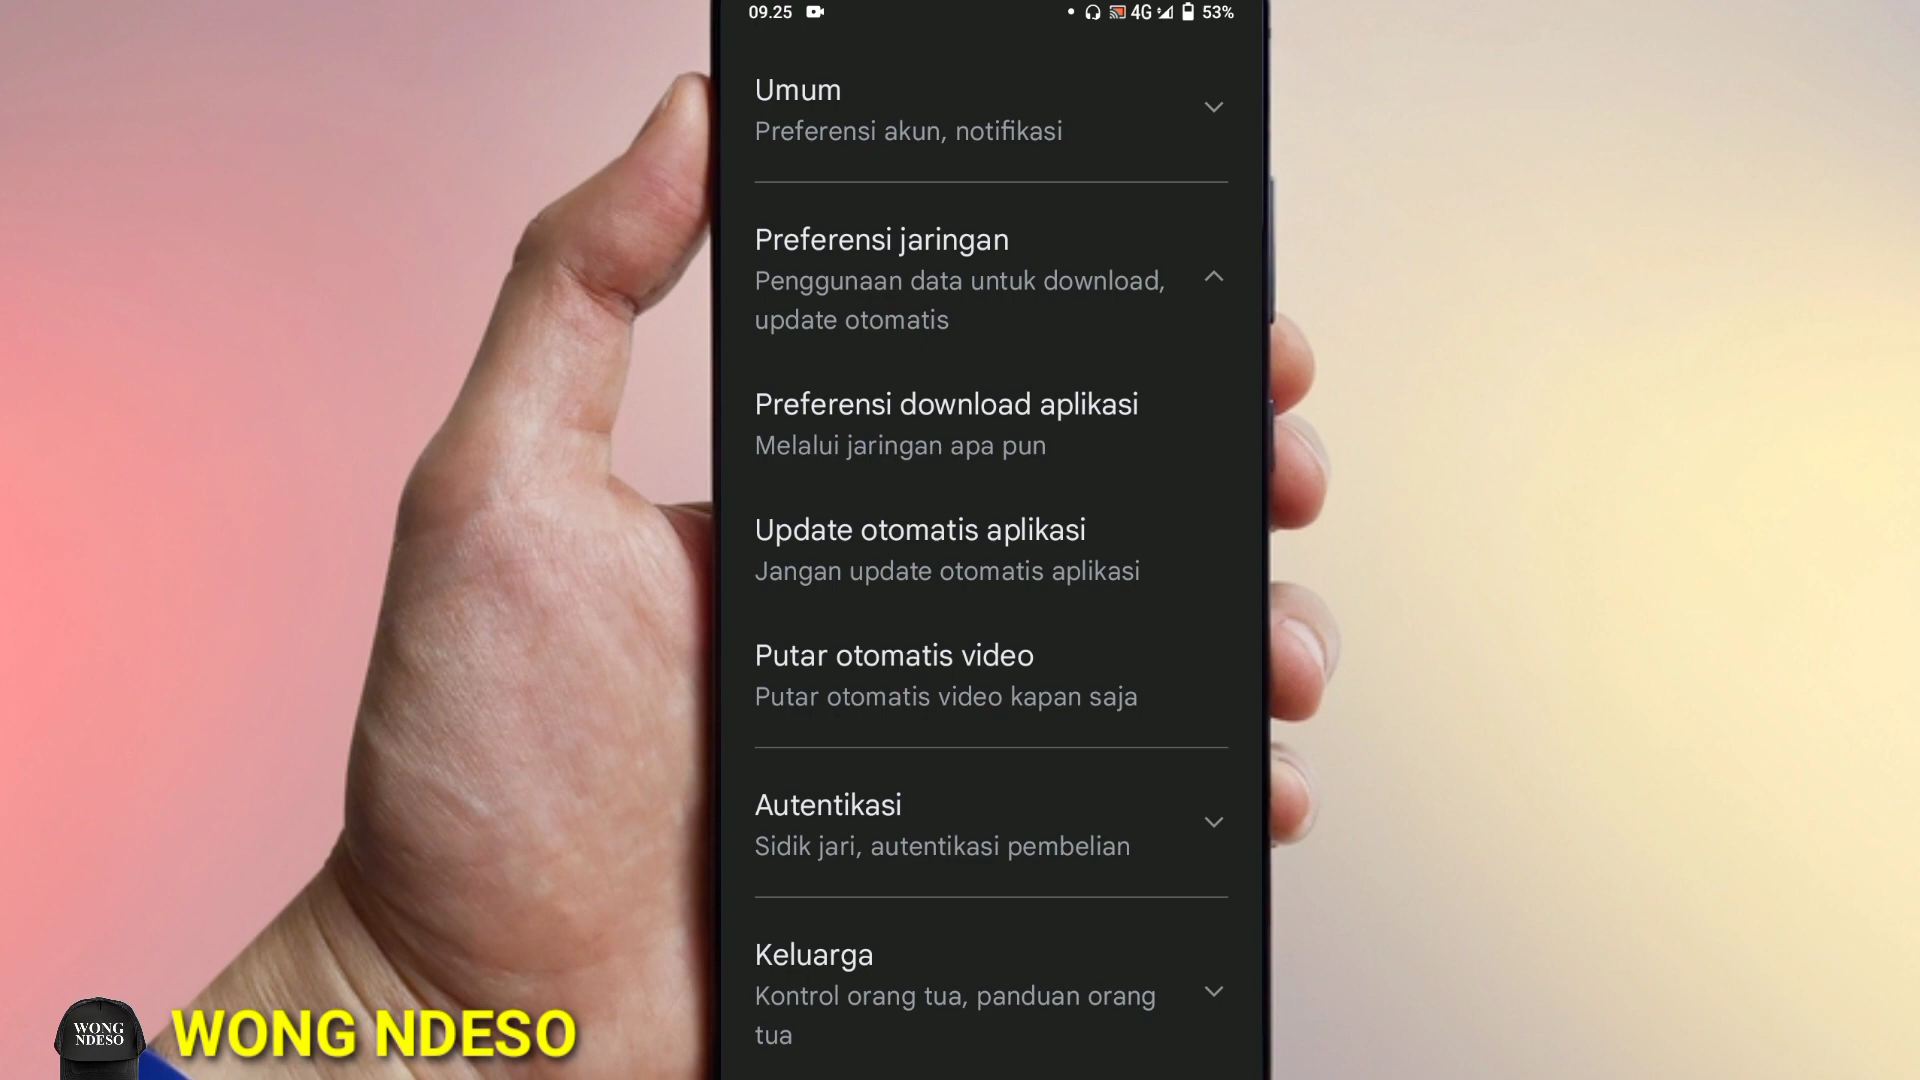 09.25
4G
53%
Umum
Preferensi akun, notifikasi
Preferensi jaringan
Penggunaan data untuk download,
update otomatis
Preferensi download aplikasi
Melalui jaringan apa pun
Update otomatis aplikasi
Jangan update otomatis aplikasi
Putar otomatis video
Putar otomatis video kapan saja
Autentikasi
Sidik jari, autentikasi pembelian
Keluarga
Kontrol orang tua, panduan orang
tua
WONG
NDESO
WONG NDESO